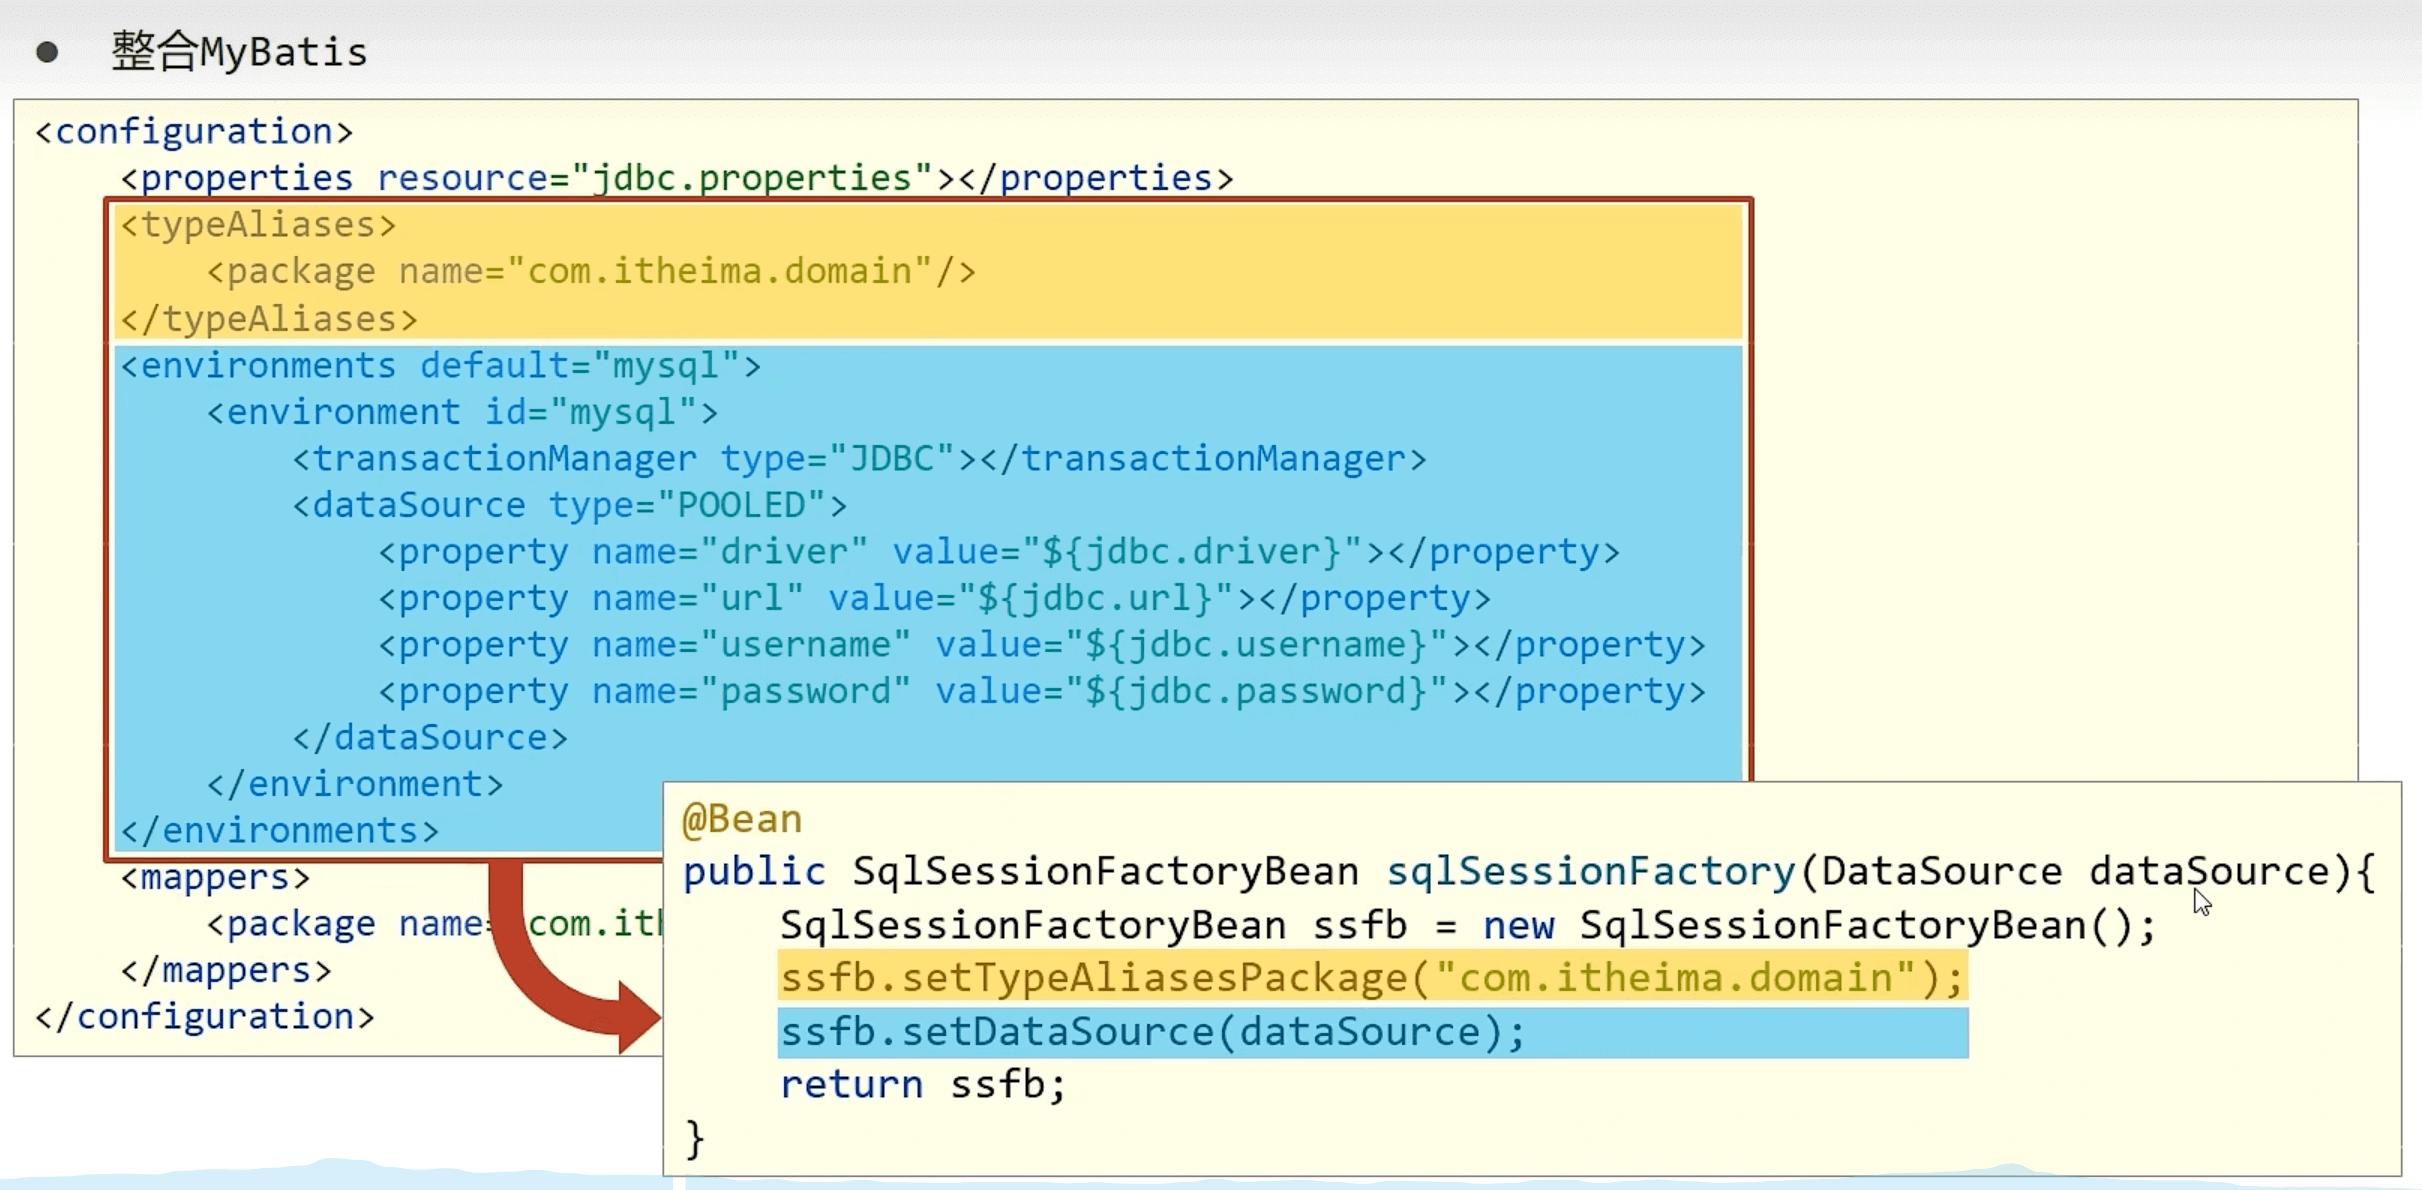 ● 整合MyBatis
<configuration>
    <properties resource="jdbc.properties"></properties>
    <typeAliases>
        <package name="com.itheima.domain"/>
    </typeAliases>
    <environments default="mysql">
        <environment id="mysql">
            <transactionManager type="JDBC"></transactionManager>
            <dataSource type="POOLED">
                <property name="driver" value="${jdbc.driver}"></property>
                <property name="url" value="${jdbc.url}"></property>
                <property name="username" value="${jdbc.username}"></property>
                <property name="password" value="${jdbc.password}"></property>
            </dataSource>
        </environment>
    </environments>
    <mappers>
        <package name= com.ith
    </mappers>
</configuration>
@Bean
public SqlSessionFactoryBean sqlSessionFactory(DataSource dataSource){
    SqlSessionFactoryBean ssfb = new SqlSessionFactoryBean();
    ssfb.setTypeAliasesPackage("com.itheima.domain");
    ssfb.setDataSource(dataSource);
    return ssfb;
}